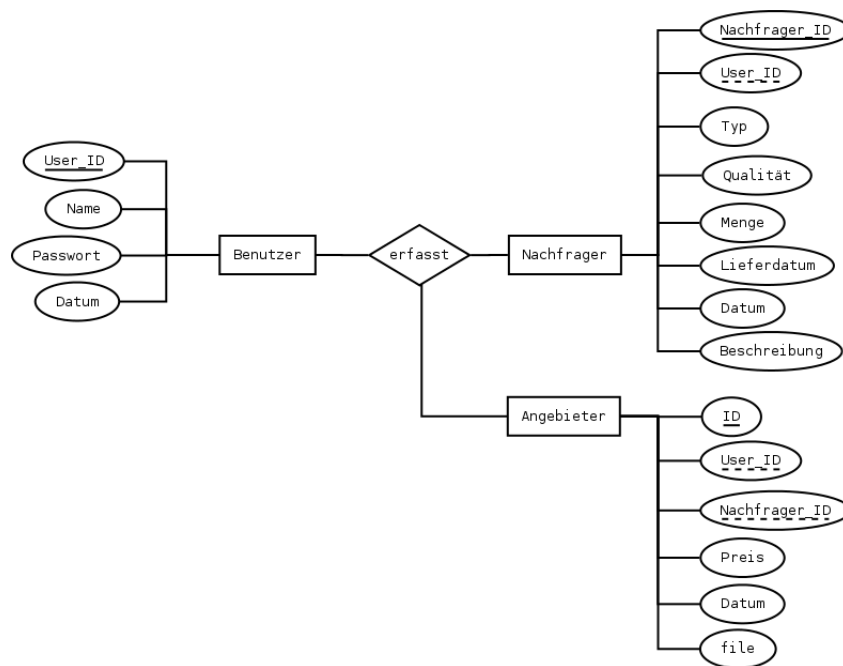 User_ID
Name
Passwort
Datum
Benutzer
erfasst
Nachfrager
Nachfrager_ID
User_ID
Typ
Qualität
Menge
Lieferdatum
Datum
Beschreibung
Angebieter
ID
User_ID
Nachfrager_ID
Preis
Datum
file